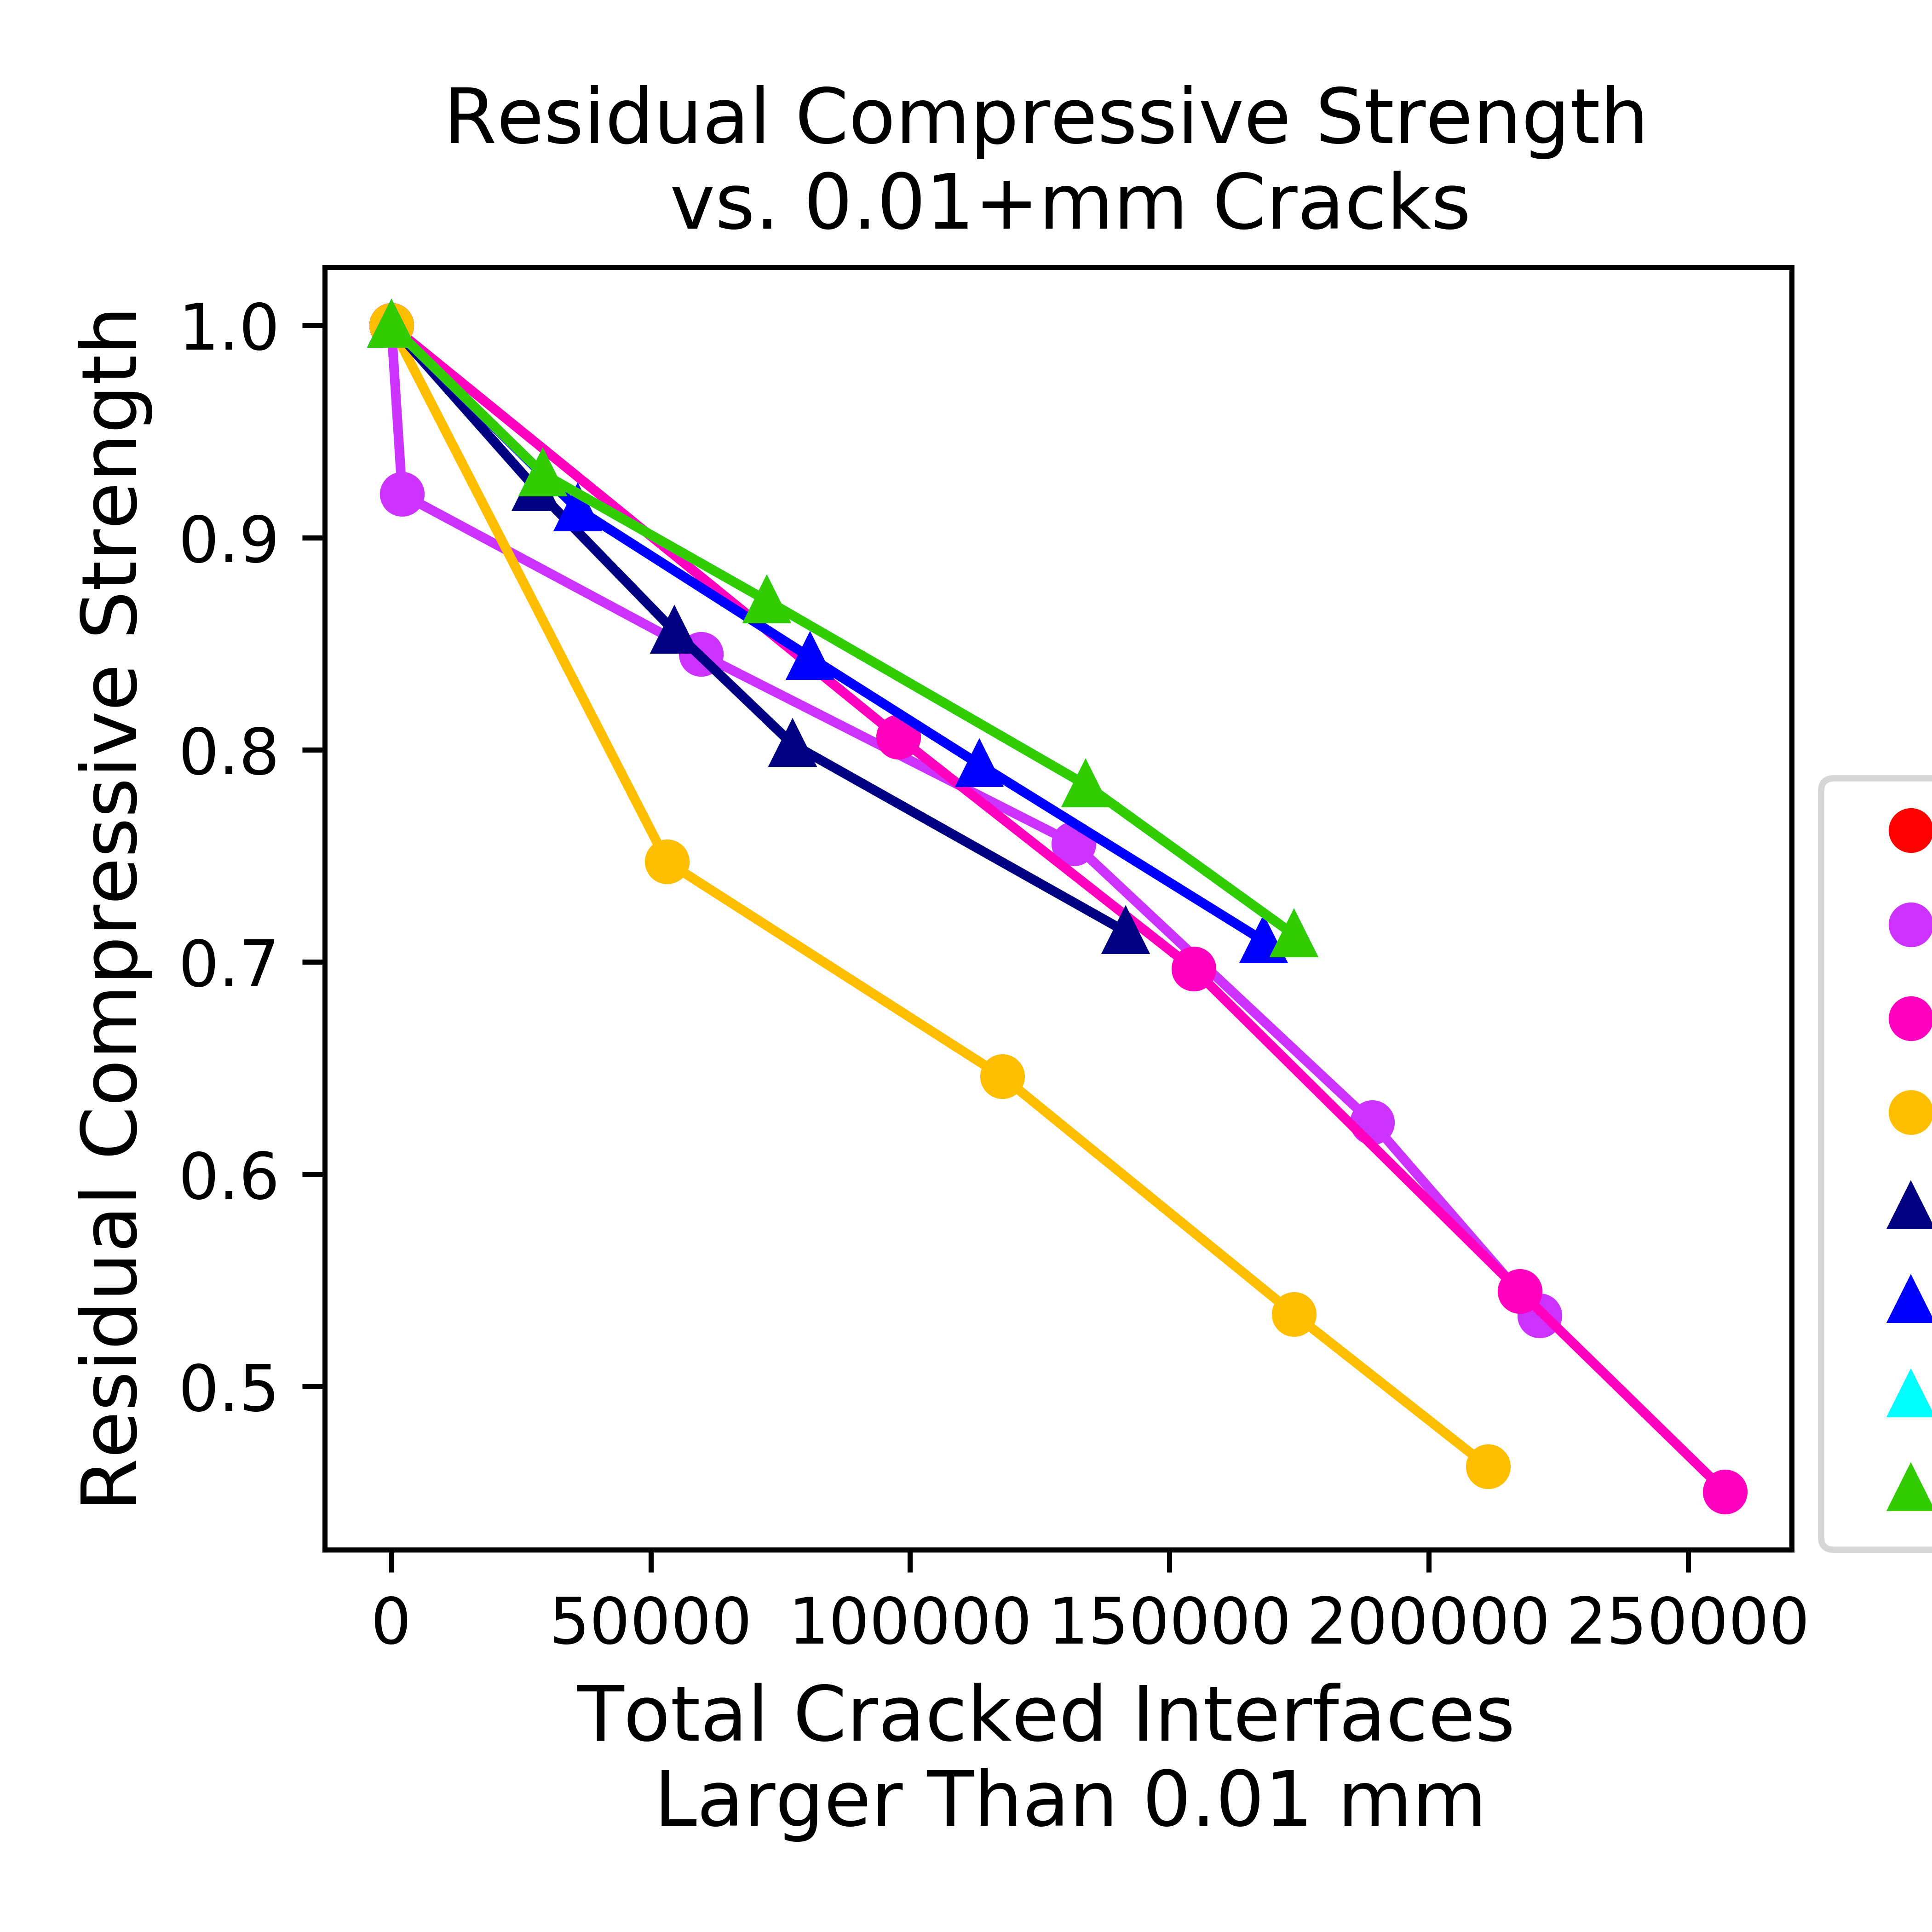 Residual Compressive Strength
vs. 0.01+mm Cracks
Residual Compressive Strength
1.0
0.9
0.8
0.7
0.6
0.5
0
50000
100000
150000
200000
250000
Total Cracked Interfaces
Larger Than 0.01 mm